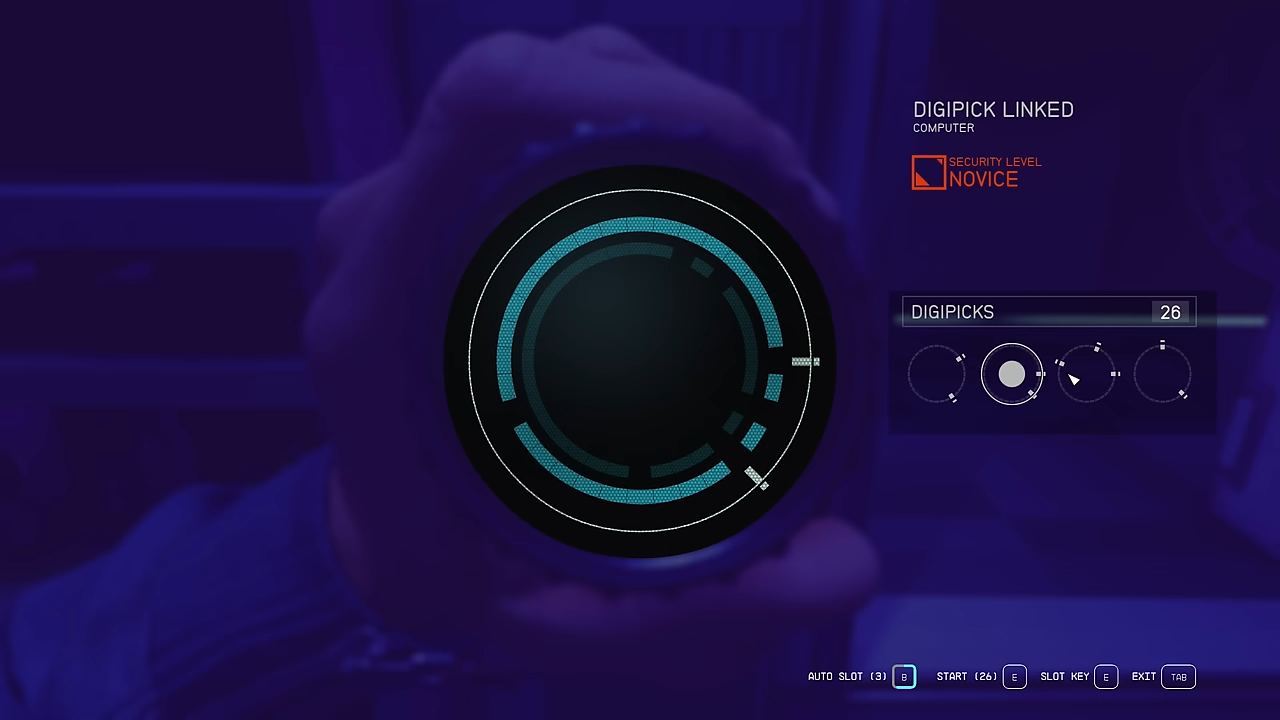 DIGIPICK LINKED
COMPUTER
SECURITY LEVEL
NOVICE
DIGIPICKS 26
AUTO SLOT (3) B START (26) E SLOT KEY E EXIT TAB